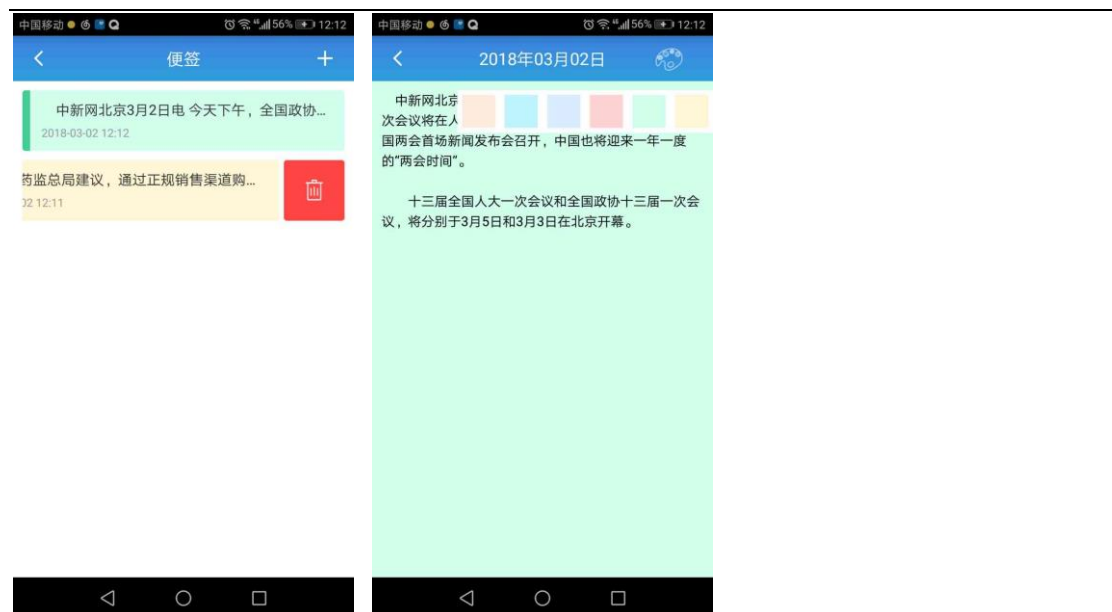 中国移动 56% 12:12
便签
中新网北京3月2日电 今天下午，全国政协...
2018-03-02 12:12
药监总局建议，通过正规销售渠道购...
02 12:11
中国移动 56% 12:12
2018年03月02日
中新网北京
次会议将在人
国两会首场新闻发布会召开，中国也将迎来一年一度
的“两会时间”。
十三届全国人大一次会议和全国政协十三届一次会
议，将分别于3月5日和3月3日在北京开幕。